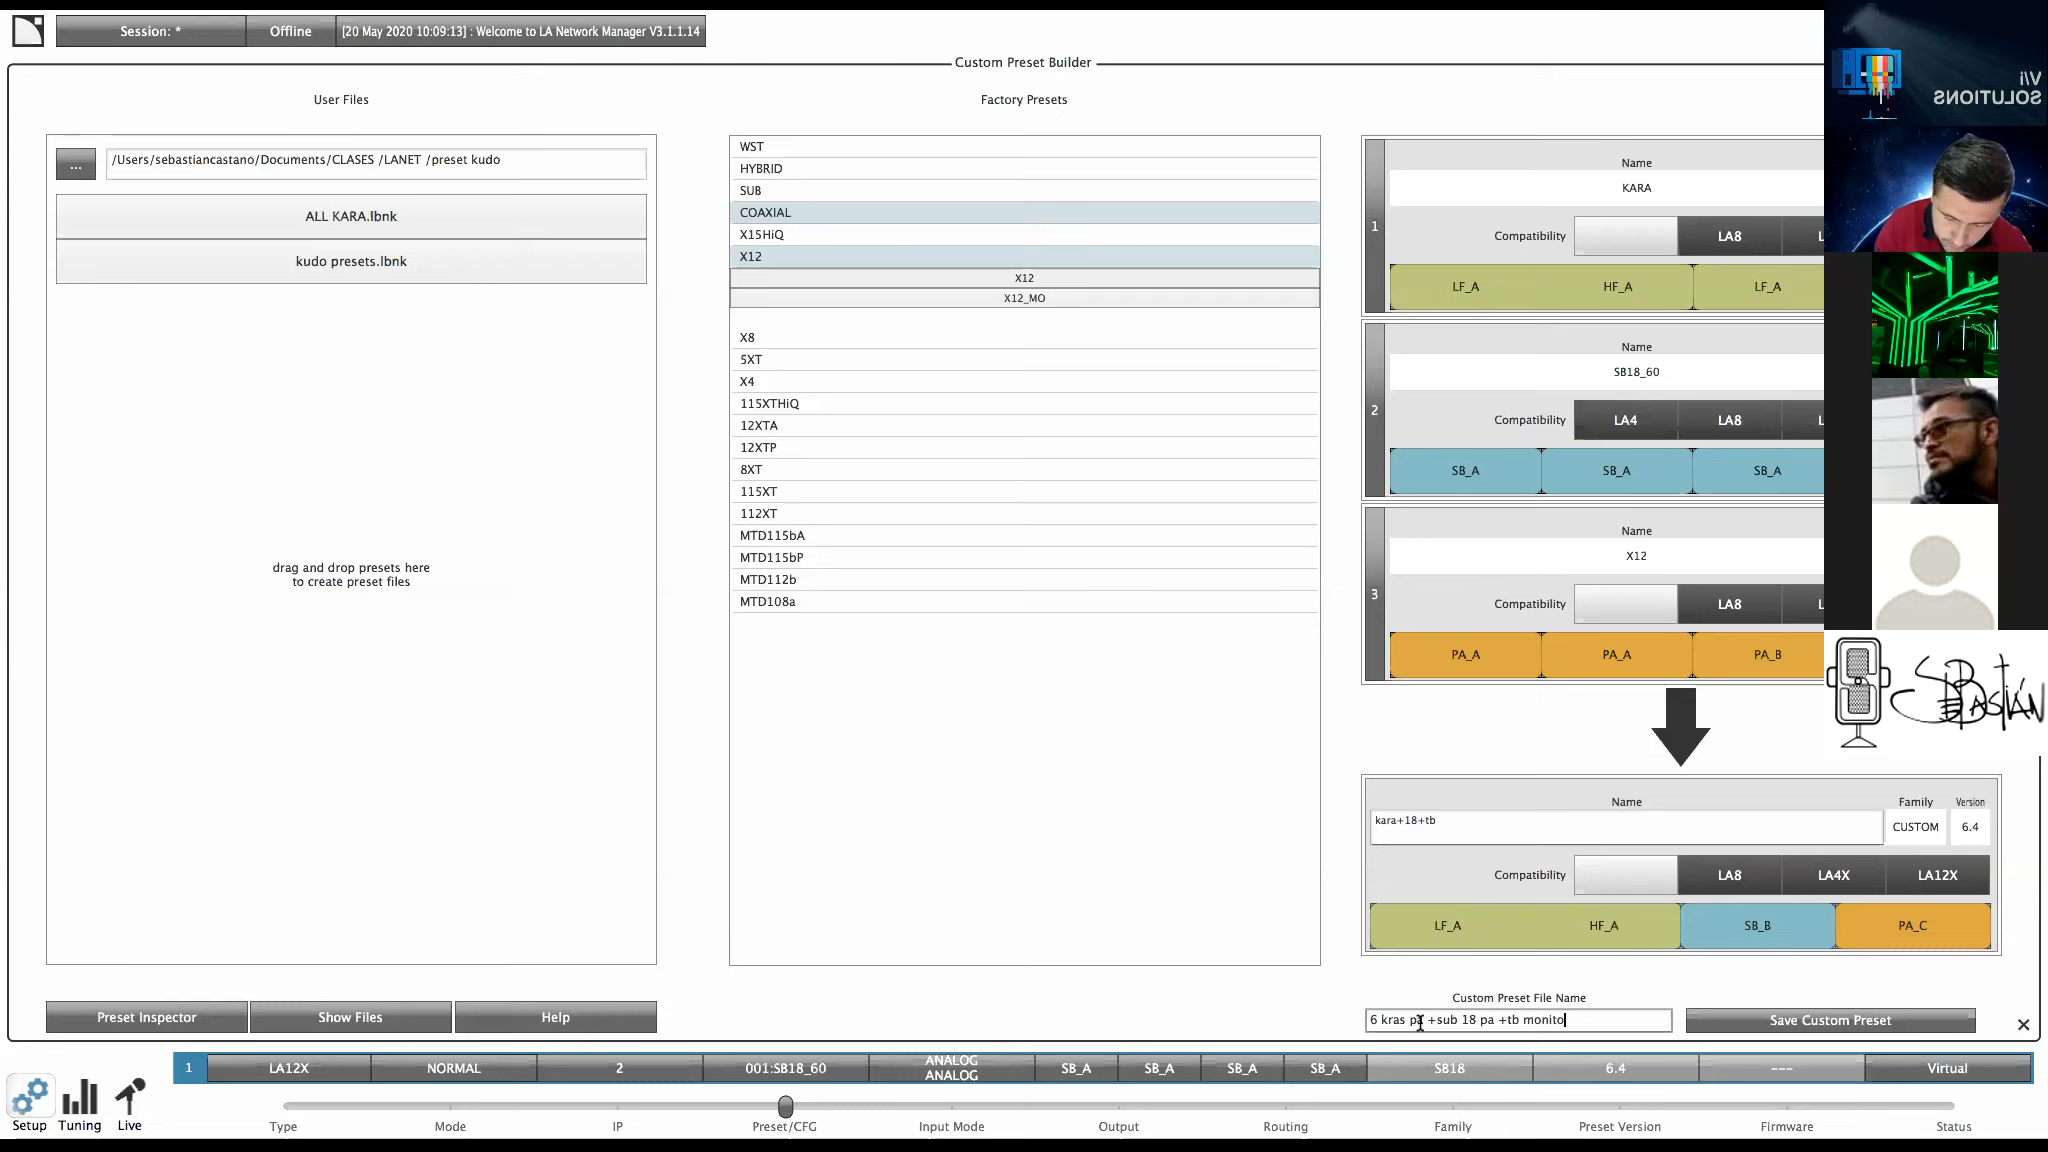 Session: *
Offline
[20 May 2020 10:09:13] : Welcome to LA Network Manager V3.1.1.14
Custom Preset Builder
User Files
Factory Presets
...
/Users/sebastiancastano/Documents/CLASES /LANET /preset kudo
ALL KARA.lbnk
kudo presets.lbnk
drag and drop presets here
to create preset files
WST
HYBRID
SUB
COAXIAL
X15HiQ
X12
X12
X12_MO
X8
5XT
X4
115XTHiQ
12XTA
12XTP
8XT
115XT
112XT
MTD115bA
MTD115bP
MTD112b
MTD108a
1
Name
KARA
Compatibility
LA8
LF_A
HF_A
LF_A
2
Name
SB18_60
Compatibility
LA4
LA8
SB_A
SB_A
SB_A
3
Name
X12
Compatibility
LA8
PA_A
PA_A
PA_B
Name
Family
Version
kara+18+tb
CUSTOM
6.4
Compatibility
LA8
LA4X
LA12X
LF_A
HF_A
SB_B
PA_C
Custom Preset File Name
6 kras pa +sub 18 pa +tb monito
Save Custom Preset
Preset Inspector
Show Files
Help
1
LA12X
NORMAL
2
001:SB18_60
ANALOG
ANALOG
SB_A
SB_A
SB_A
SB_A
SB18
6.4
---
Virtual
Setup
Tuning
Live
Type
Mode
IP
Preset/CFG
Input Mode
Output
Routing
Family
Preset Version
Firmware
Status
V/i
SOLUTIONS
SEBASTIÁN